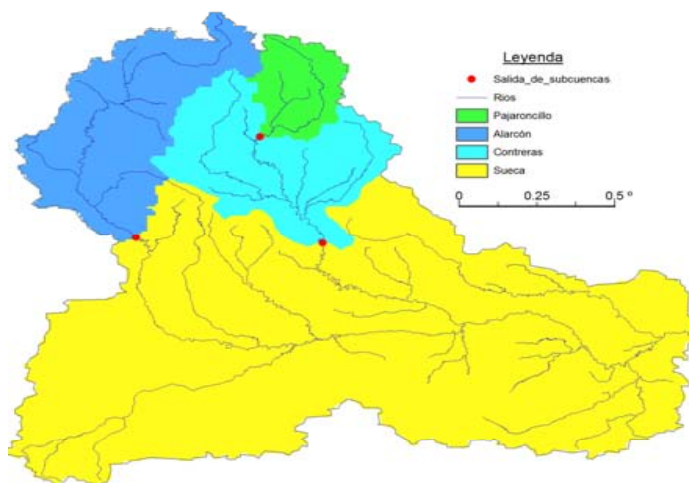 Leyenda
Salida_de_subcuencas
Rios
Pajaroncillo
Alarcón
Contreras
Sueca
0 0.25 0.5 º